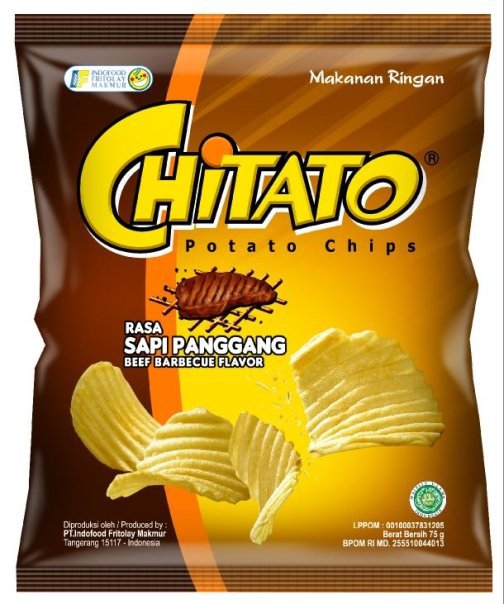 INDOFOOD
FRITOLAY
MAKMUR
Makanan Ringan
CHiTATO®
Potato Chips
RASA
SAPI PANGGANG
BEEF BARBECUE FLAVOR
Diproduksi oleh / Produced by :
PT.Indofood Fritolay Makmur
Tangerang 15117 - Indonesia
LPPOM : 00100037831205
Berat Bersih 75 g
BPOM RI MD. 255510044013